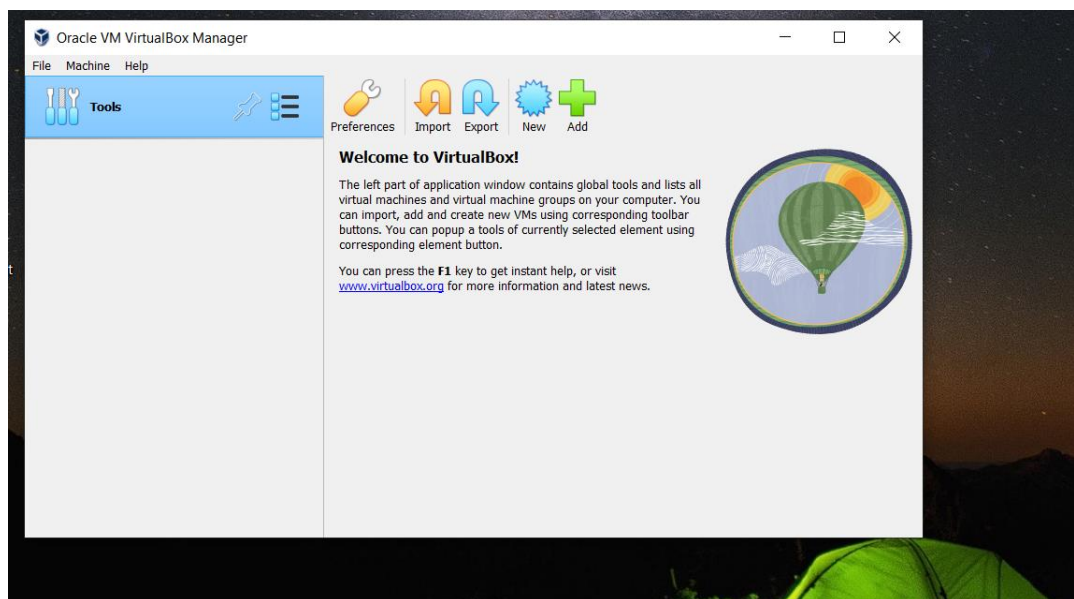 Oracle VM VirtualBox Manager
File Machine Help
Tools
Preferences Import Export New Add
Welcome to VirtualBox!
The left part of application window contains global tools and lists all
virtual machines and virtual machine groups on your computer. You
can import, add and create new VMs using corresponding toolbar
buttons. You can popup a tools of currently selected element using
corresponding element button.
You can press the F1 key to get instant help, or visit
www.virtualbox.org for more information and latest news.
t